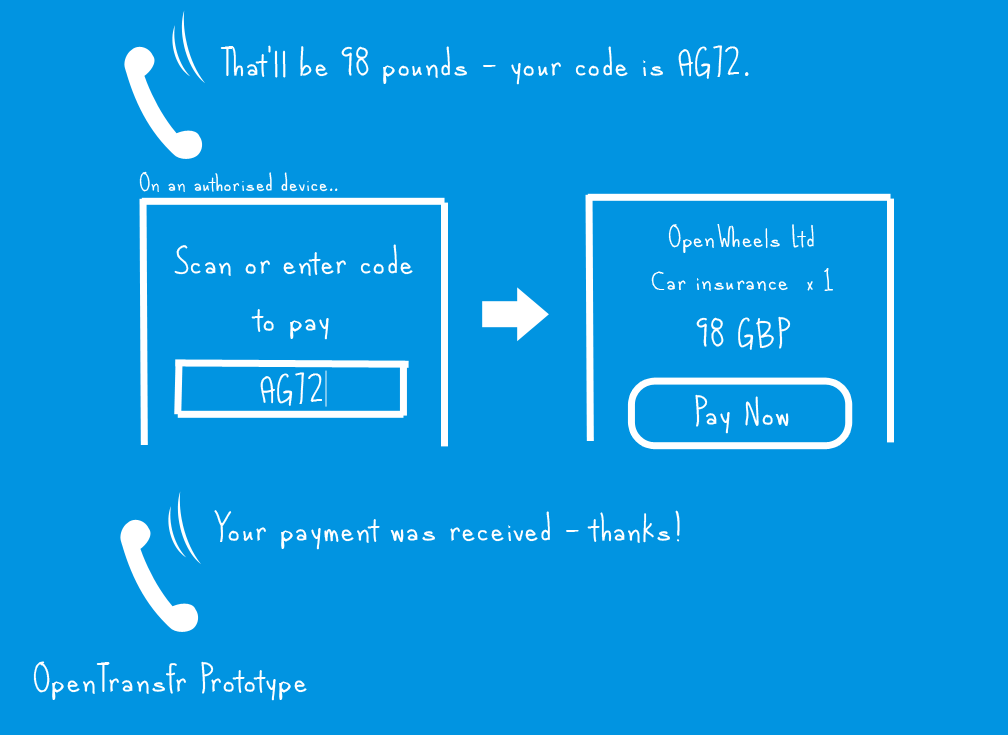 That'll be 98 pounds - your code is AG72.
On an authorised device..
Scan or enter code
to pay
AG72
OpenWheels Ltd
Car insurance x 1
98 GBP
Pay Now
Your payment was received - thanks!
OpenTransfr Prototype